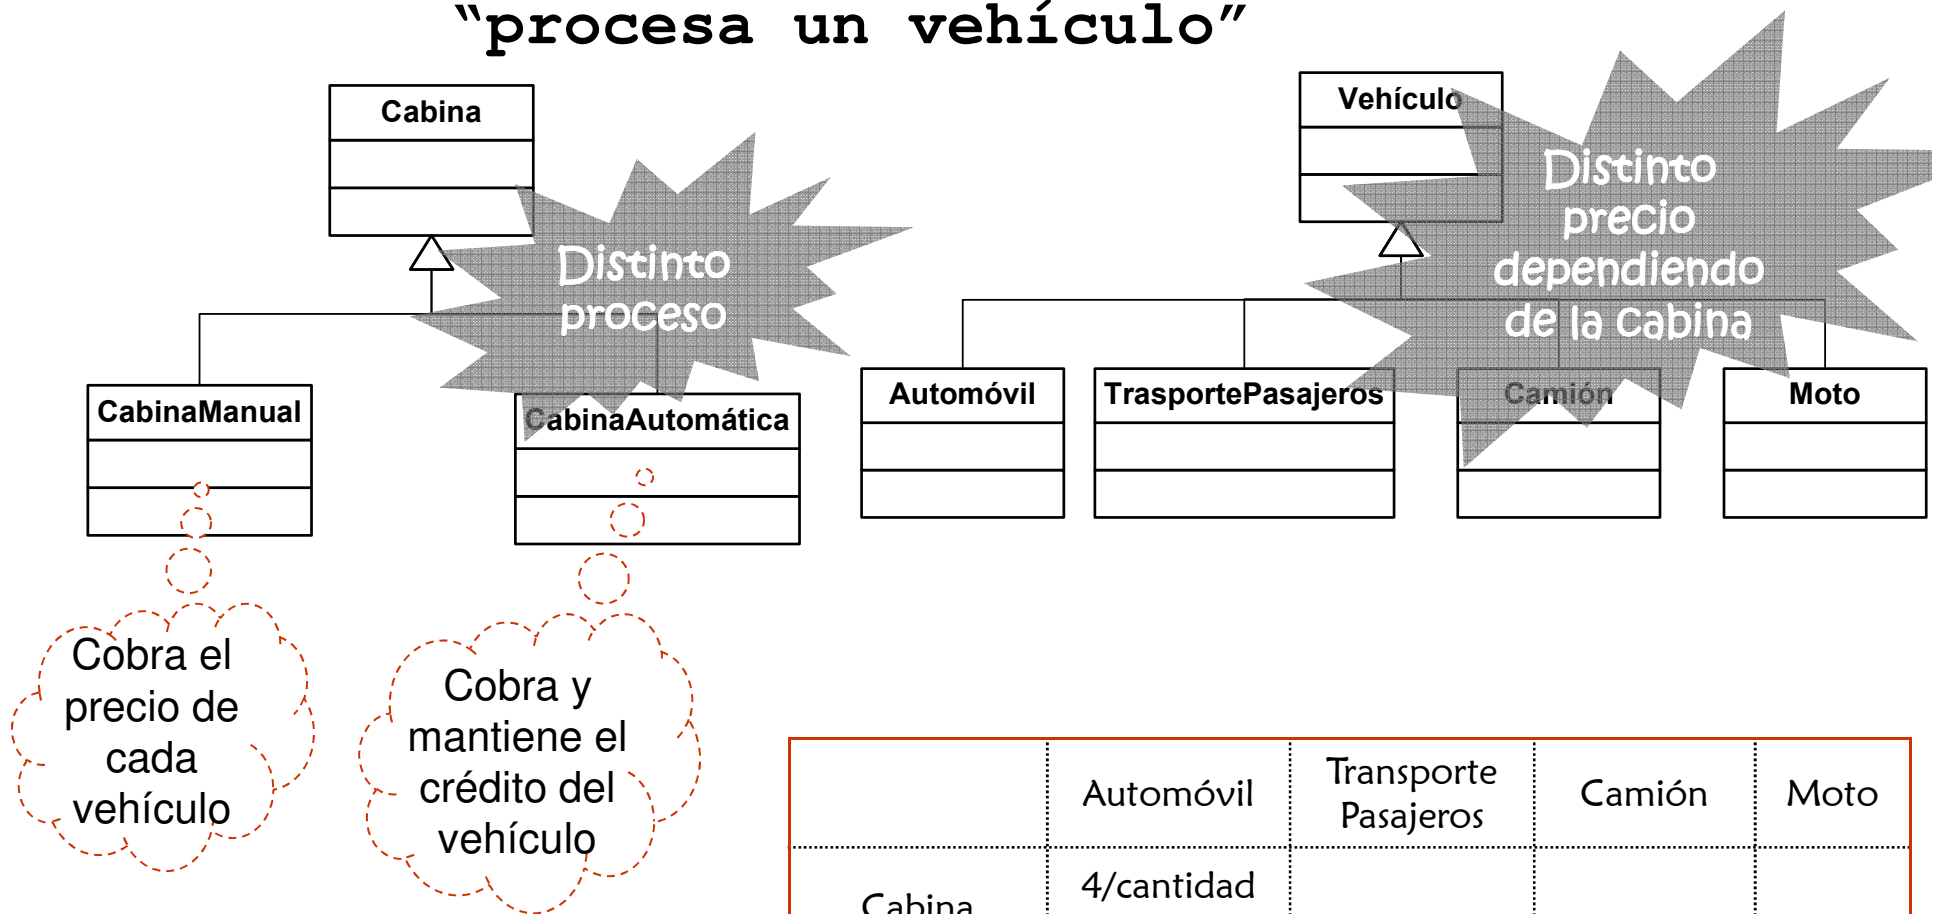 “procesa un vehículo”
Cabina
Vehículo
Distinto
proceso
Distinto
precio
dependiendo
de la cabina
CabinaManual
CabinaAutomática
Automóvil
TrasportePasajeros
Camión
Moto
Cobra el
precio de
cada
vehículo
Cobra y
mantiene el
crédito del
vehículo
Automóvil
Transporte
Pasajeros
Camión
Moto
Cabina
4/cantidad